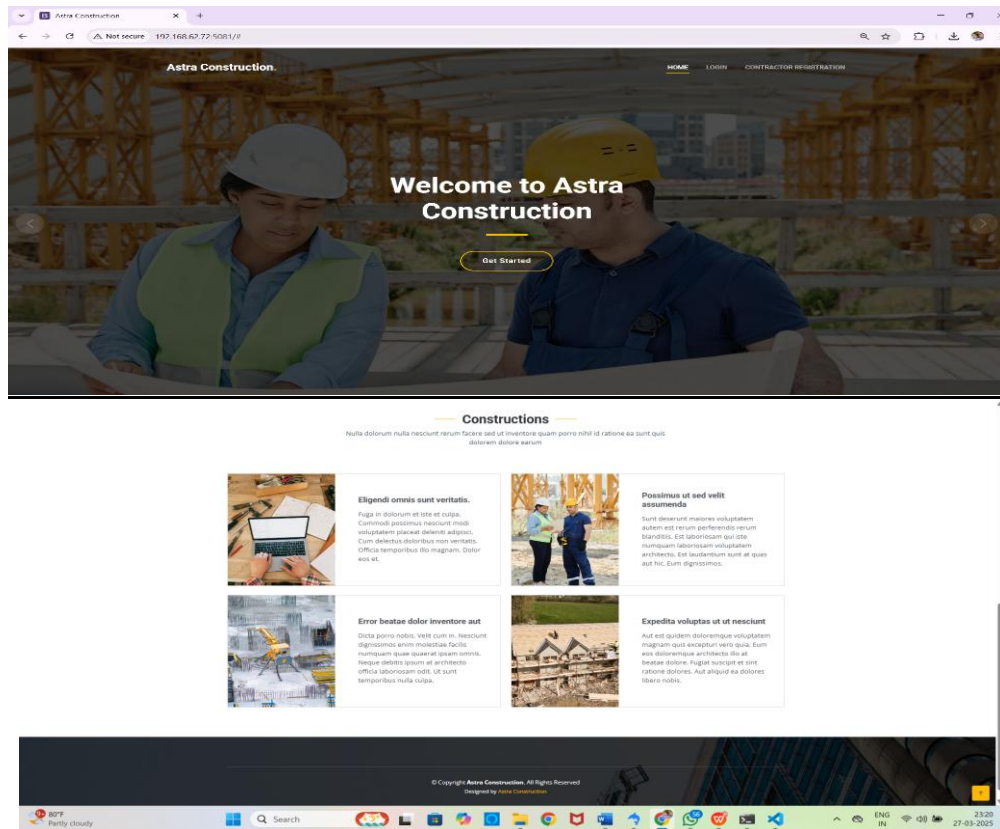 Astra Construction
Not secure 192.168.62.72:5081/#
Astra Construction.
HOME LOGIN CONTRACTOR REGISTRATION
Welcome to Astra
Construction
Get Started
Constructions
Nulla dolorum nulla nesciunt rerum facere sed ut inventore quam porro nihil id ratione ea sunt quis
dolorem dolore earum
Eligendi omnis sunt veritatis.
Fuga in dolorum et iste et culpa.
Commodi possimus nesciunt modi
voluptatem placeat deleniti adipisci.
Cum delectus doloribus non veritatis.
Officia temporibus illo magnam. Dolor
eos et.
Possimus ut sed velit
assumenda
Sunt deserunt maiores voluptatem
autem est rerum perferendis rerum
blanditiis. Est laboriosam qui iste
numquam laboriosam voluptatem
architecto. Est laudantium sunt at quas
aut hic. Eum dignissimos.
Error beatae dolor inventore aut
Dicta porro nobis. Velit cum in. Nesciunt
dignissimos enim molestiae facilis
numquam quae quaerat ipsam omnis.
Neque debitis ipsum at architecto
officia laboriosam odit. Ut sunt
temporibus nulla culpa.
Expedita voluptas ut ut nesciunt
Aut est quidem doloremque voluptatem
magnam quis excepturi vero quia. Eum
eos doloremque architecto illo at
beatae dolore. Fugiat suscipit et sint
ratione dolores. Aut aliquid ea dolores
libero nobis.
© Copyright Astra Construction. All Rights Reserved
Designed by Astra Construction
80°F
Partly cloudy
Search
ENG
IN
23:20
27-03-2025